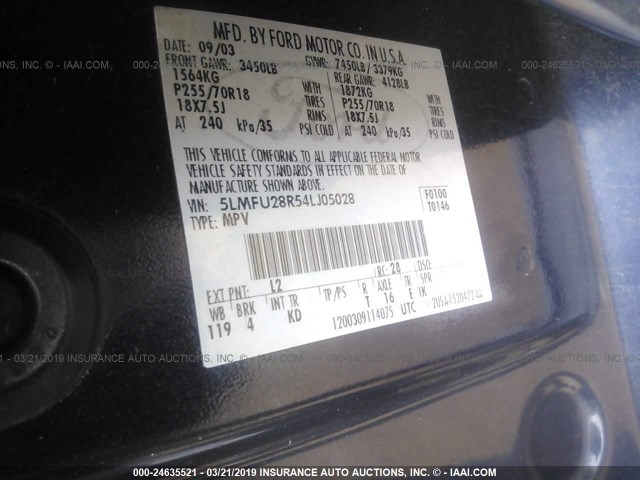 MFD. BY FORD MOTOR CO. IN U.S.A.
DATE: 09/03 GVWR: 7450LB/ 3379KG
FRONT GAWR: 3450LB REAR GAWR: 4128LB
1564KG WITH 1872KG WITH
P255/70R18 TIRES P255/70R18 TIRES
18X7.5J RIMS 18X7.5J RIMS
AT 240 kPa/35 PSI COLD AT 240 kPa/35 PSI COLD
THIS VEHICLE CONFORMS TO ALL APPLICABLE FEDERAL MOTOR
VEHICLE SAFETY STANDARDS IN EFFECT ON THE DATE OF
MANUFACTURE SHOWN ABOVE.
VIN: 5LMFU28R54LJ05028 F0100
TYPE: MPV T0146
EXT PNT: L2 RC: 28 DSO:
WB BRK INT TR TP/PS R AXLE TR SPR
119 4 KD T 16 E IK
1200309114075 UTC
000-24635521 - 03/21/2019 INSURANCE AUTO AUCTIONS SERVICE CENTER © - IAAI.COM